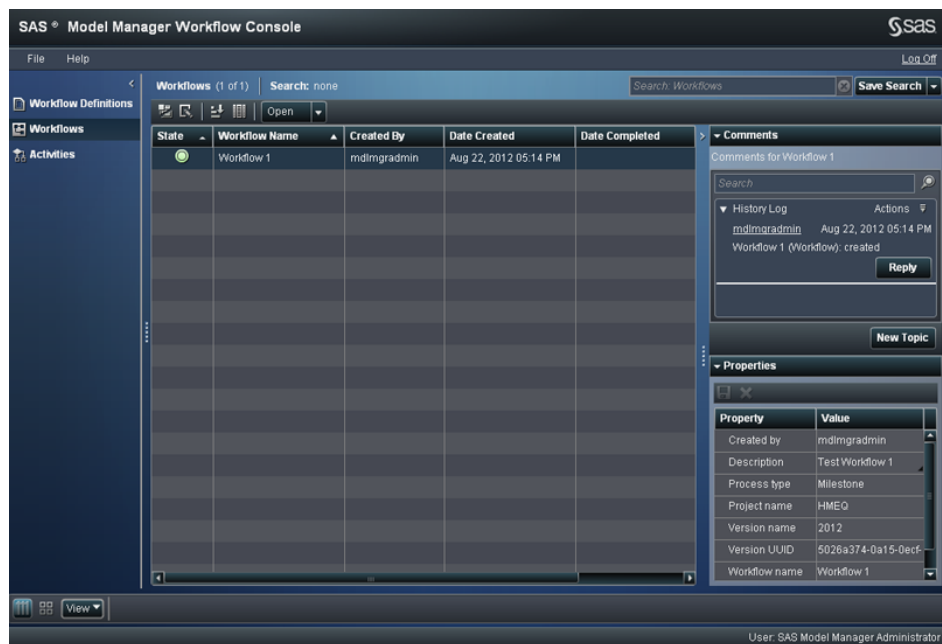 SAS ® Model Manager Workflow Console
sas
File Help
Log Off
Workflow Definitions
Workflows
Activities
Workflows (1 of 1) Search: none
Search: Workflows
Save Search
Open
State Workflow Name Created By Date Created Date Completed
Workflow 1 mdlmgradmin Aug 22, 2012 05:14 PM
Comments
Comments for Workflow 1
Search
History Log Actions
mdlmgradmin Aug 22, 2012 05:14 PM
Workflow 1 (Workflow): created
Reply
New Topic
Properties
Property Value
Created by mdlmgradmin
Description Test Workflow 1
Process type Milestone
Project name HMEQ
Version name 2012
Version UUID 5026a374-0a15-0ecf-
Workflow name Workflow 1
View
User: SAS Model Manager Administrator